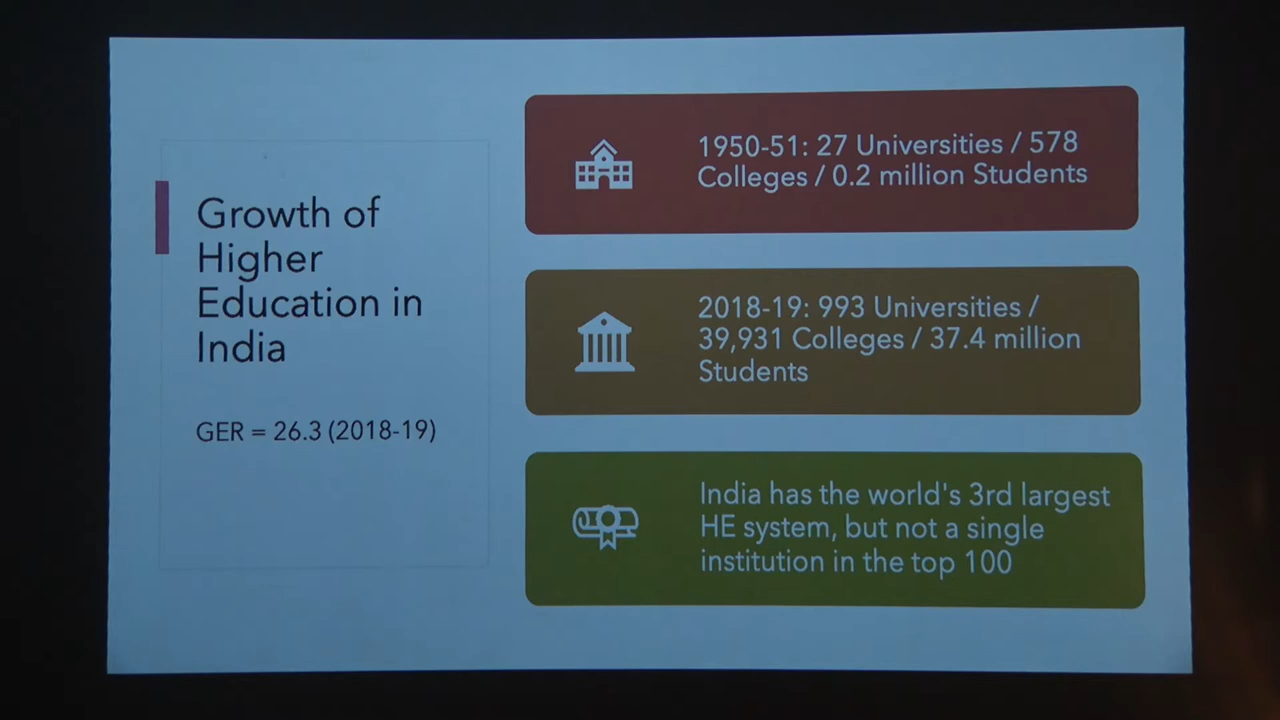 Growth of
Higher
Education in
India
GER = 26.3 (2018-19)
1950-51: 27 Universities / 578
Colleges / 0.2 million Students
2018-19: 993 Universities /
39,931 Colleges / 37.4 million
Students
India has the world's 3rd largest
HE system, but not a single
institution in the top 100